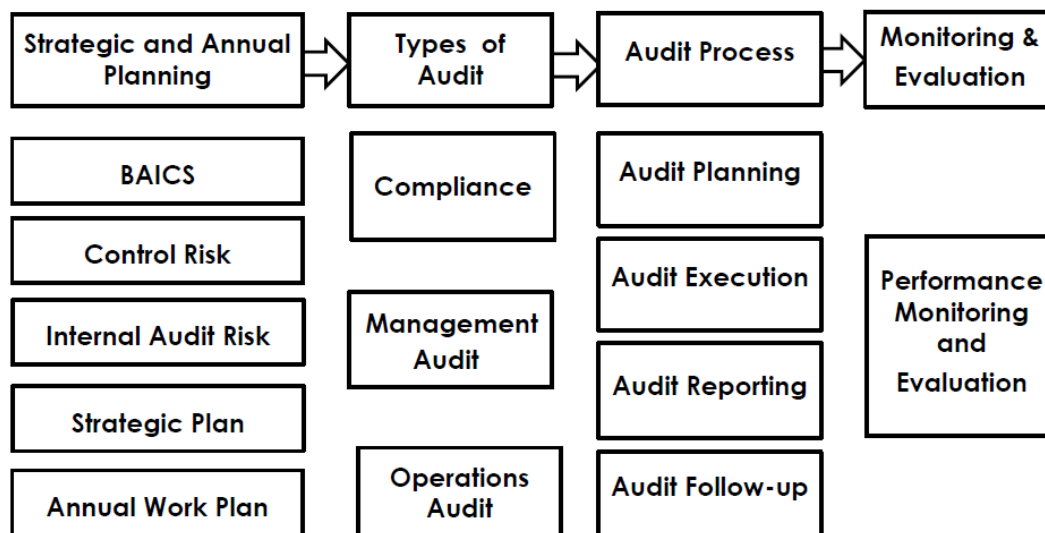 Strategic and Annual
Planning
Types of
Audit
Audit Process
Monitoring &
Evaluation
BAICS
Control Risk
Internal Audit Risk
Strategic Plan
Annual Work Plan
Compliance
Management
Audit
Operations
Audit
Audit Planning
Audit Execution
Audit Reporting
Audit Follow-up
Performance
Monitoring
and
Evaluation